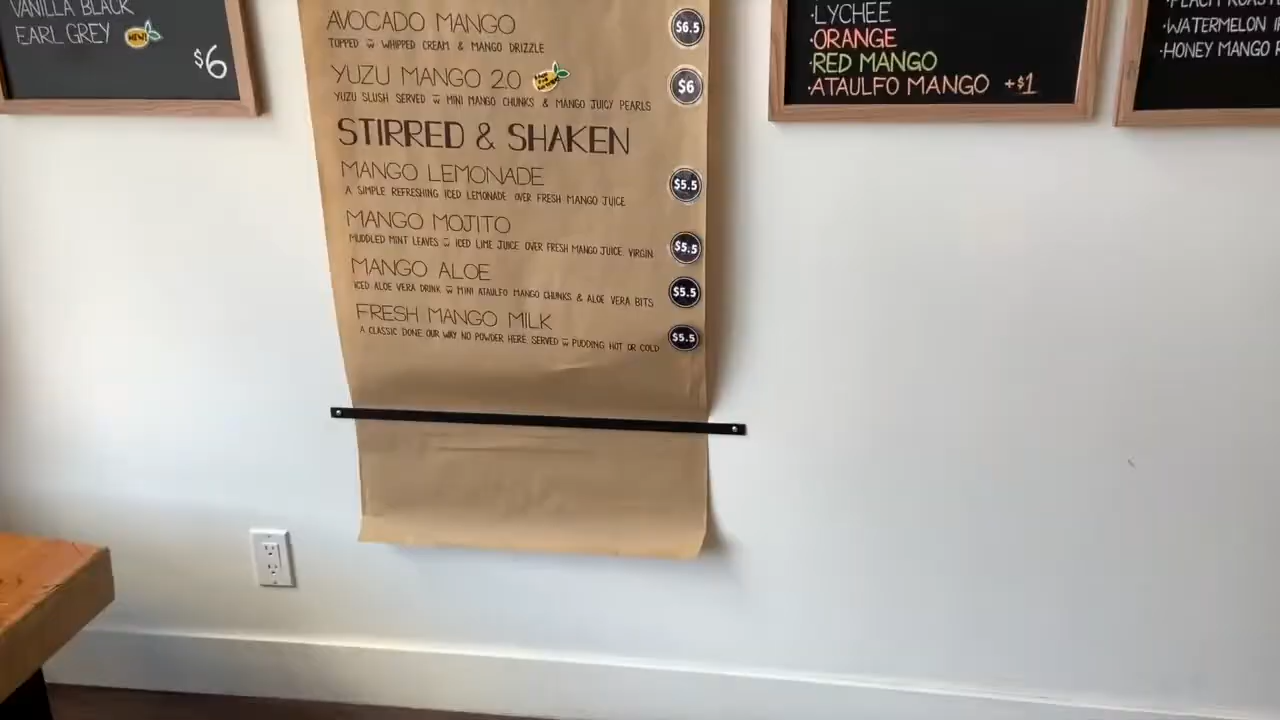 VANILLA BLACK
EARL GREY NEW!
$6
AVOCADO MANGO
$6.5
TOPPED W WHIPPED CREAM & MANGO DRIZZLE
YUZU MANGO 2.0
$6
YUZU SLUSH SERVED W MINI MANGO CHUNKS & MANGO JUICY PEARLS
STIRRED & SHAKEN
MANGO LEMONADE
$5.5
A SIMPLE REFRESHING ICED LEMONADE OVER FRESH MANGO JUICE
MANGO MOJITO
MUDDLED MINT LEAVES W ICED LIME JUICE OVER FRESH MANGO JUICE. VIRGIN
$5.5
MANGO ALOE
ICED ALOE VERA DRINK W MINI ATAULFO MANGO CHUNKS & ALOE VERA BITS
$5.5
FRESH MANGO MILK
A CLASSIC DONE OUR WAY NO POWDER HERE. SERVED W PUDDING HOT OR COLD
$5.5
·LYCHEE
·ORANGE
·RED MANGO
·ATAULFO MANGO +$1
·WATERMELON
·HONEY MANGO